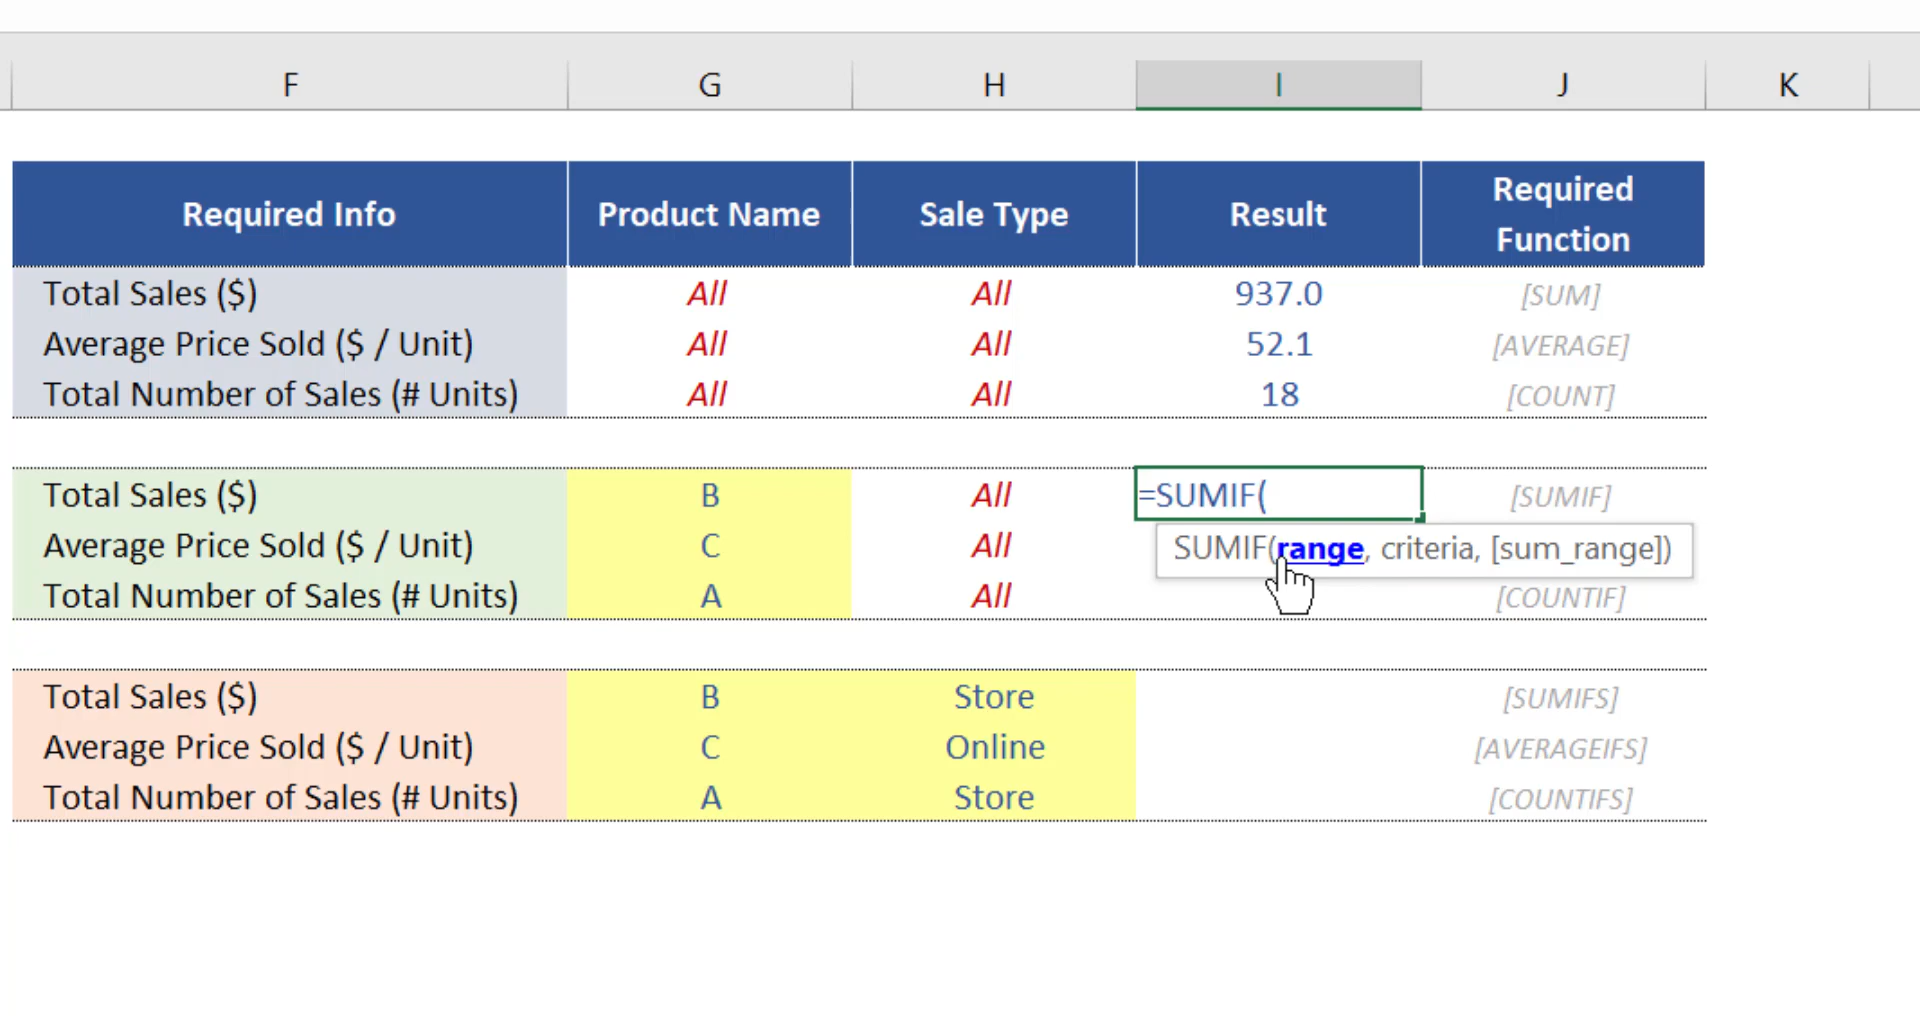 F G H I J K
Required Info Product Name Sale Type Result Required Function
Total Sales ($) All All 937.0 [SUM]
Average Price Sold ($ / Unit) All All 52.1 [AVERAGE]
Total Number of Sales (# Units) All All 18 [COUNT]
Total Sales ($) B All =SUMIF( [SUMIF]
Average Price Sold ($ / Unit) C All SUMIF(range, criteria, [sum_range])
Total Number of Sales (# Units) A All [COUNTIF]
Total Sales ($) B Store [SUMIFS]
Average Price Sold ($ / Unit) C Online [AVERAGEIFS]
Total Number of Sales (# Units) A Store [COUNTIFS]